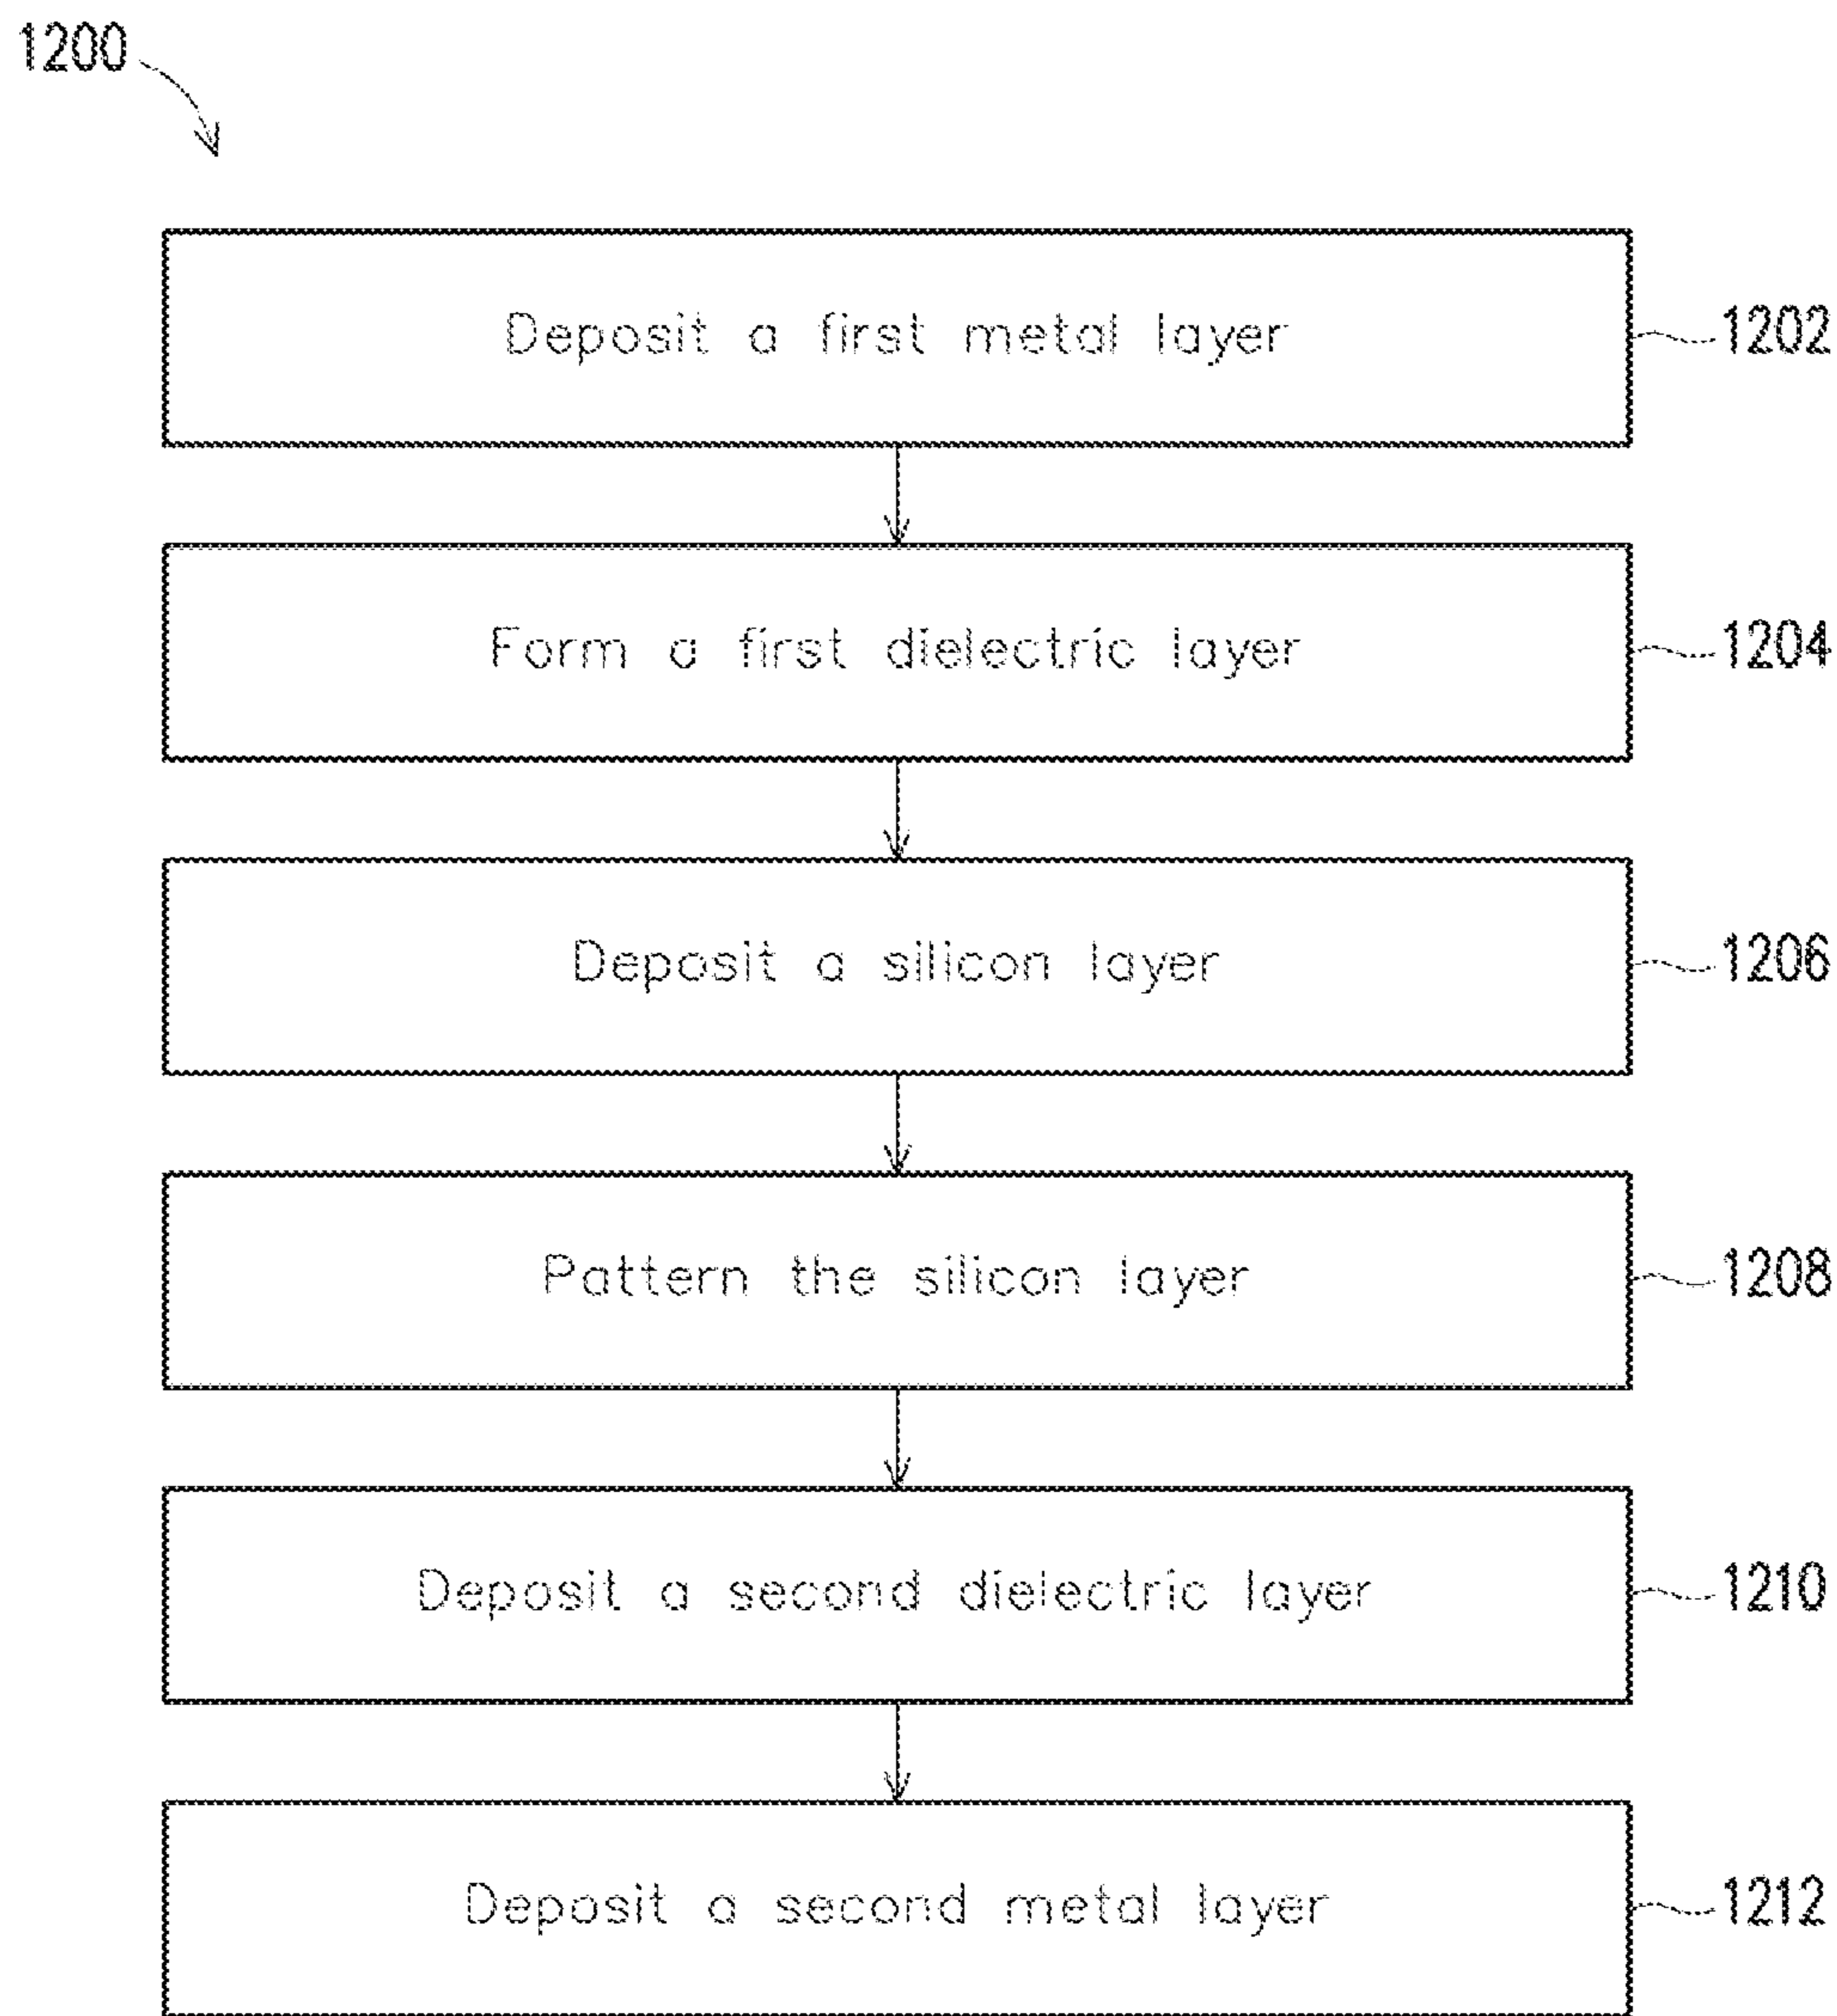 1200
Deposit a first metal layer
1202
Form a first dielectric layer
1204
Deposit a silicon layer
1206
Pattern the silicon layer
1208
Deposit a second dielectric layer
1210
Deposit a second metal layer
1212